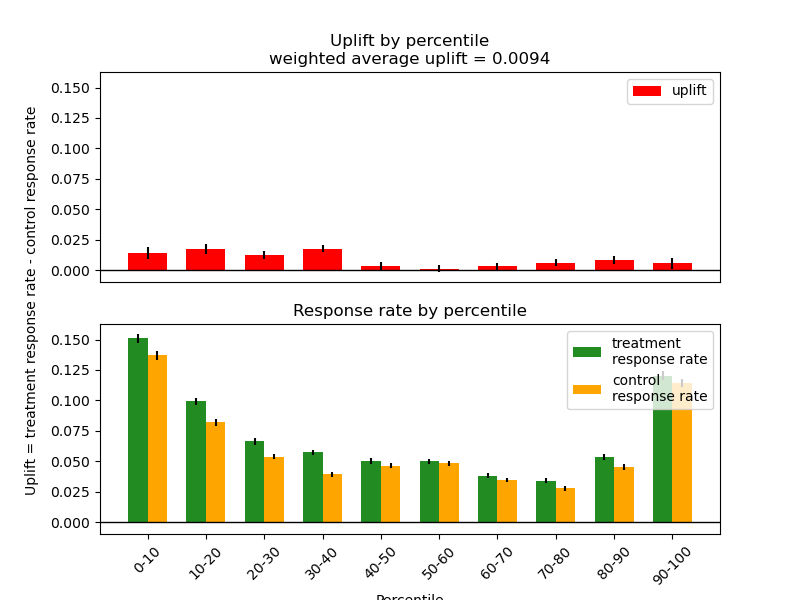 Uplift by percentile
weighted average uplift = 0.0094
uplift
0.150
0.125
0.100
0.075
0.050
0.025
0.000
Uplift = treatment response rate - control response rate
Response rate by percentile
treatment
response rate
control
response rate
0.150
0.125
0.100
0.075
0.050
0.025
0.000
0-10
10-20
20-30
30-40
40-50
50-60
60-70
70-80
80-90
90-100
Percentile